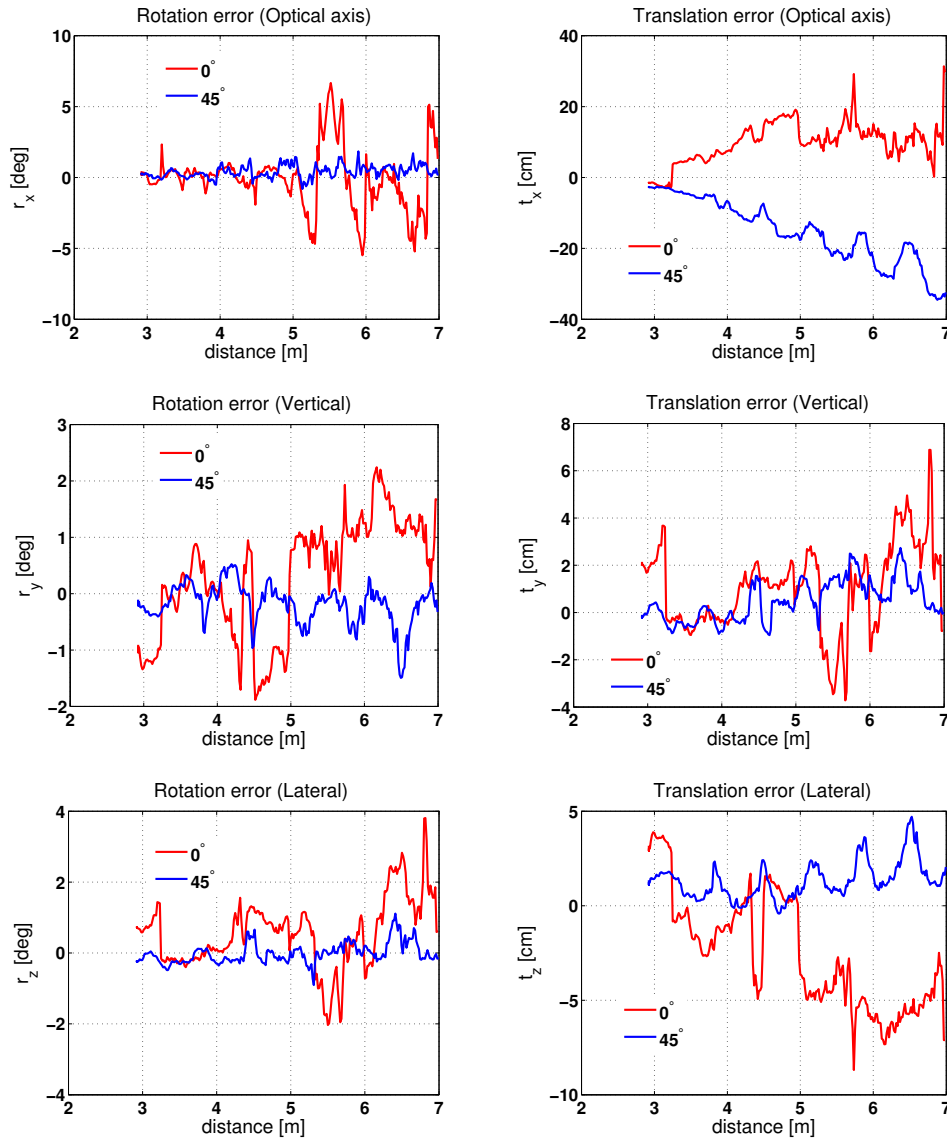 Rotation error (Optical axis)
10
5
0
−5
−10
r_x [deg]
0°
45°
2 3 4 5 6 7
distance [m]
Translation error (Optical axis)
40
20
0
−20
−40
t_x [cm]
0°
45°
2 3 4 5 6 7
distance [m]
Rotation error (Vertical)
3
2
1
0
−1
−2
r_y [deg]
0°
45°
2 3 4 5 6 7
distance [m]
Translation error (Vertical)
8
6
4
2
0
−2
−4
t_y [cm]
0°
45°
2 3 4 5 6 7
distance [m]
Rotation error (Lateral)
4
2
0
−2
−4
r_z [deg]
0°
45°
2 3 4 5 6 7
distance [m]
Translation error (Lateral)
5
0
−5
−10
t_z [cm]
0°
45°
2 3 4 5 6 7
distance [m]